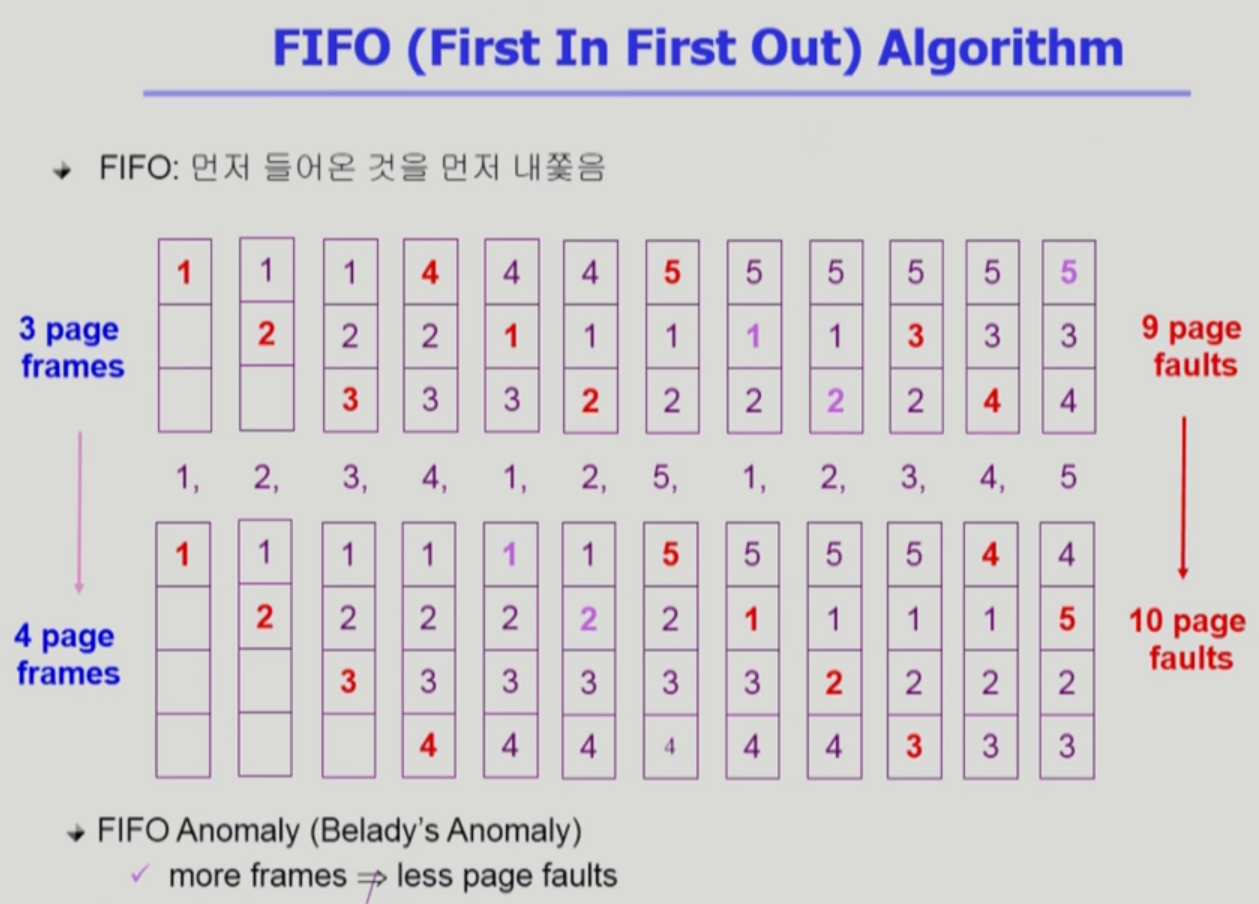 FIFO (First In First Out) Algorithm
FIFO: 먼저 들어온 것을 먼저 내쫓음
1 1 1 4 4 4 5 5 5 5 5 5
3 page frames
2 2 2 1 1 1 1 1 3 3 3
9 page faults
3 3 3 2 2 2 2 2 4 4
1, 2, 3, 4, 1, 2, 5, 1, 2, 3, 4, 5
1 1 1 1 1 1 5 5 5 5 4 4
4 page frames
2 2 2 2 2 2 1 1 1 1 5
10 page faults
3 3 3 3 3 3 2 2 2 2
4 4 4 4 4 4 3 3 3
FIFO Anomaly (Belady's Anomaly)
✓ more frames ⇏ less page faults